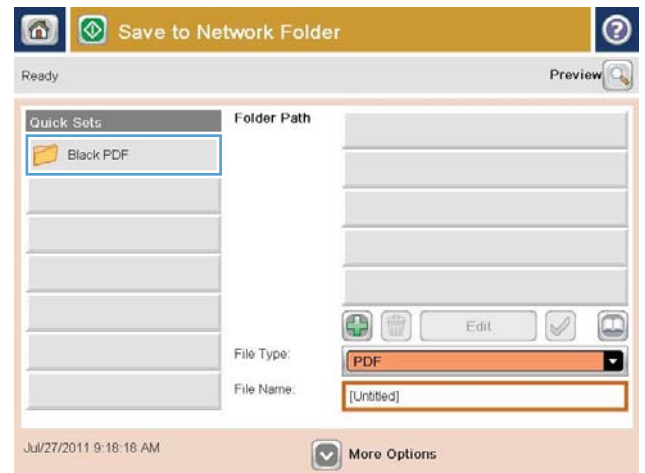 Save to Network Folder
?
Ready
Preview
Quick Sets
Black PDF
Folder Path
Edit
File Type:
PDF
File Name:
[Untitled]
Jul/27/2011 9:18:18 AM
More Options